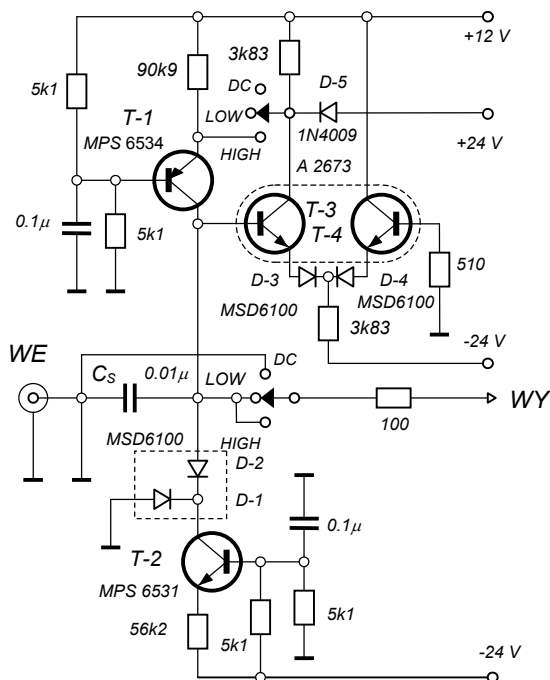 +12 V
3k83
90k9
DC
D-5
5k1
T-1
LOW
MPS 6534
HIGH
1N4009
+24 V
A 2673
0.1μ
5k1
T-3
T-4
510
D-3
D-4
MSD6100
MSD6100
3k83
-24 V
WE
DC
CS
0.01μ
LOW
WY
100
HIGH
MSD6100
D-2
D-1
0.1μ
T-2
MPS 6531
56k2
5k1
5k1
-24 V